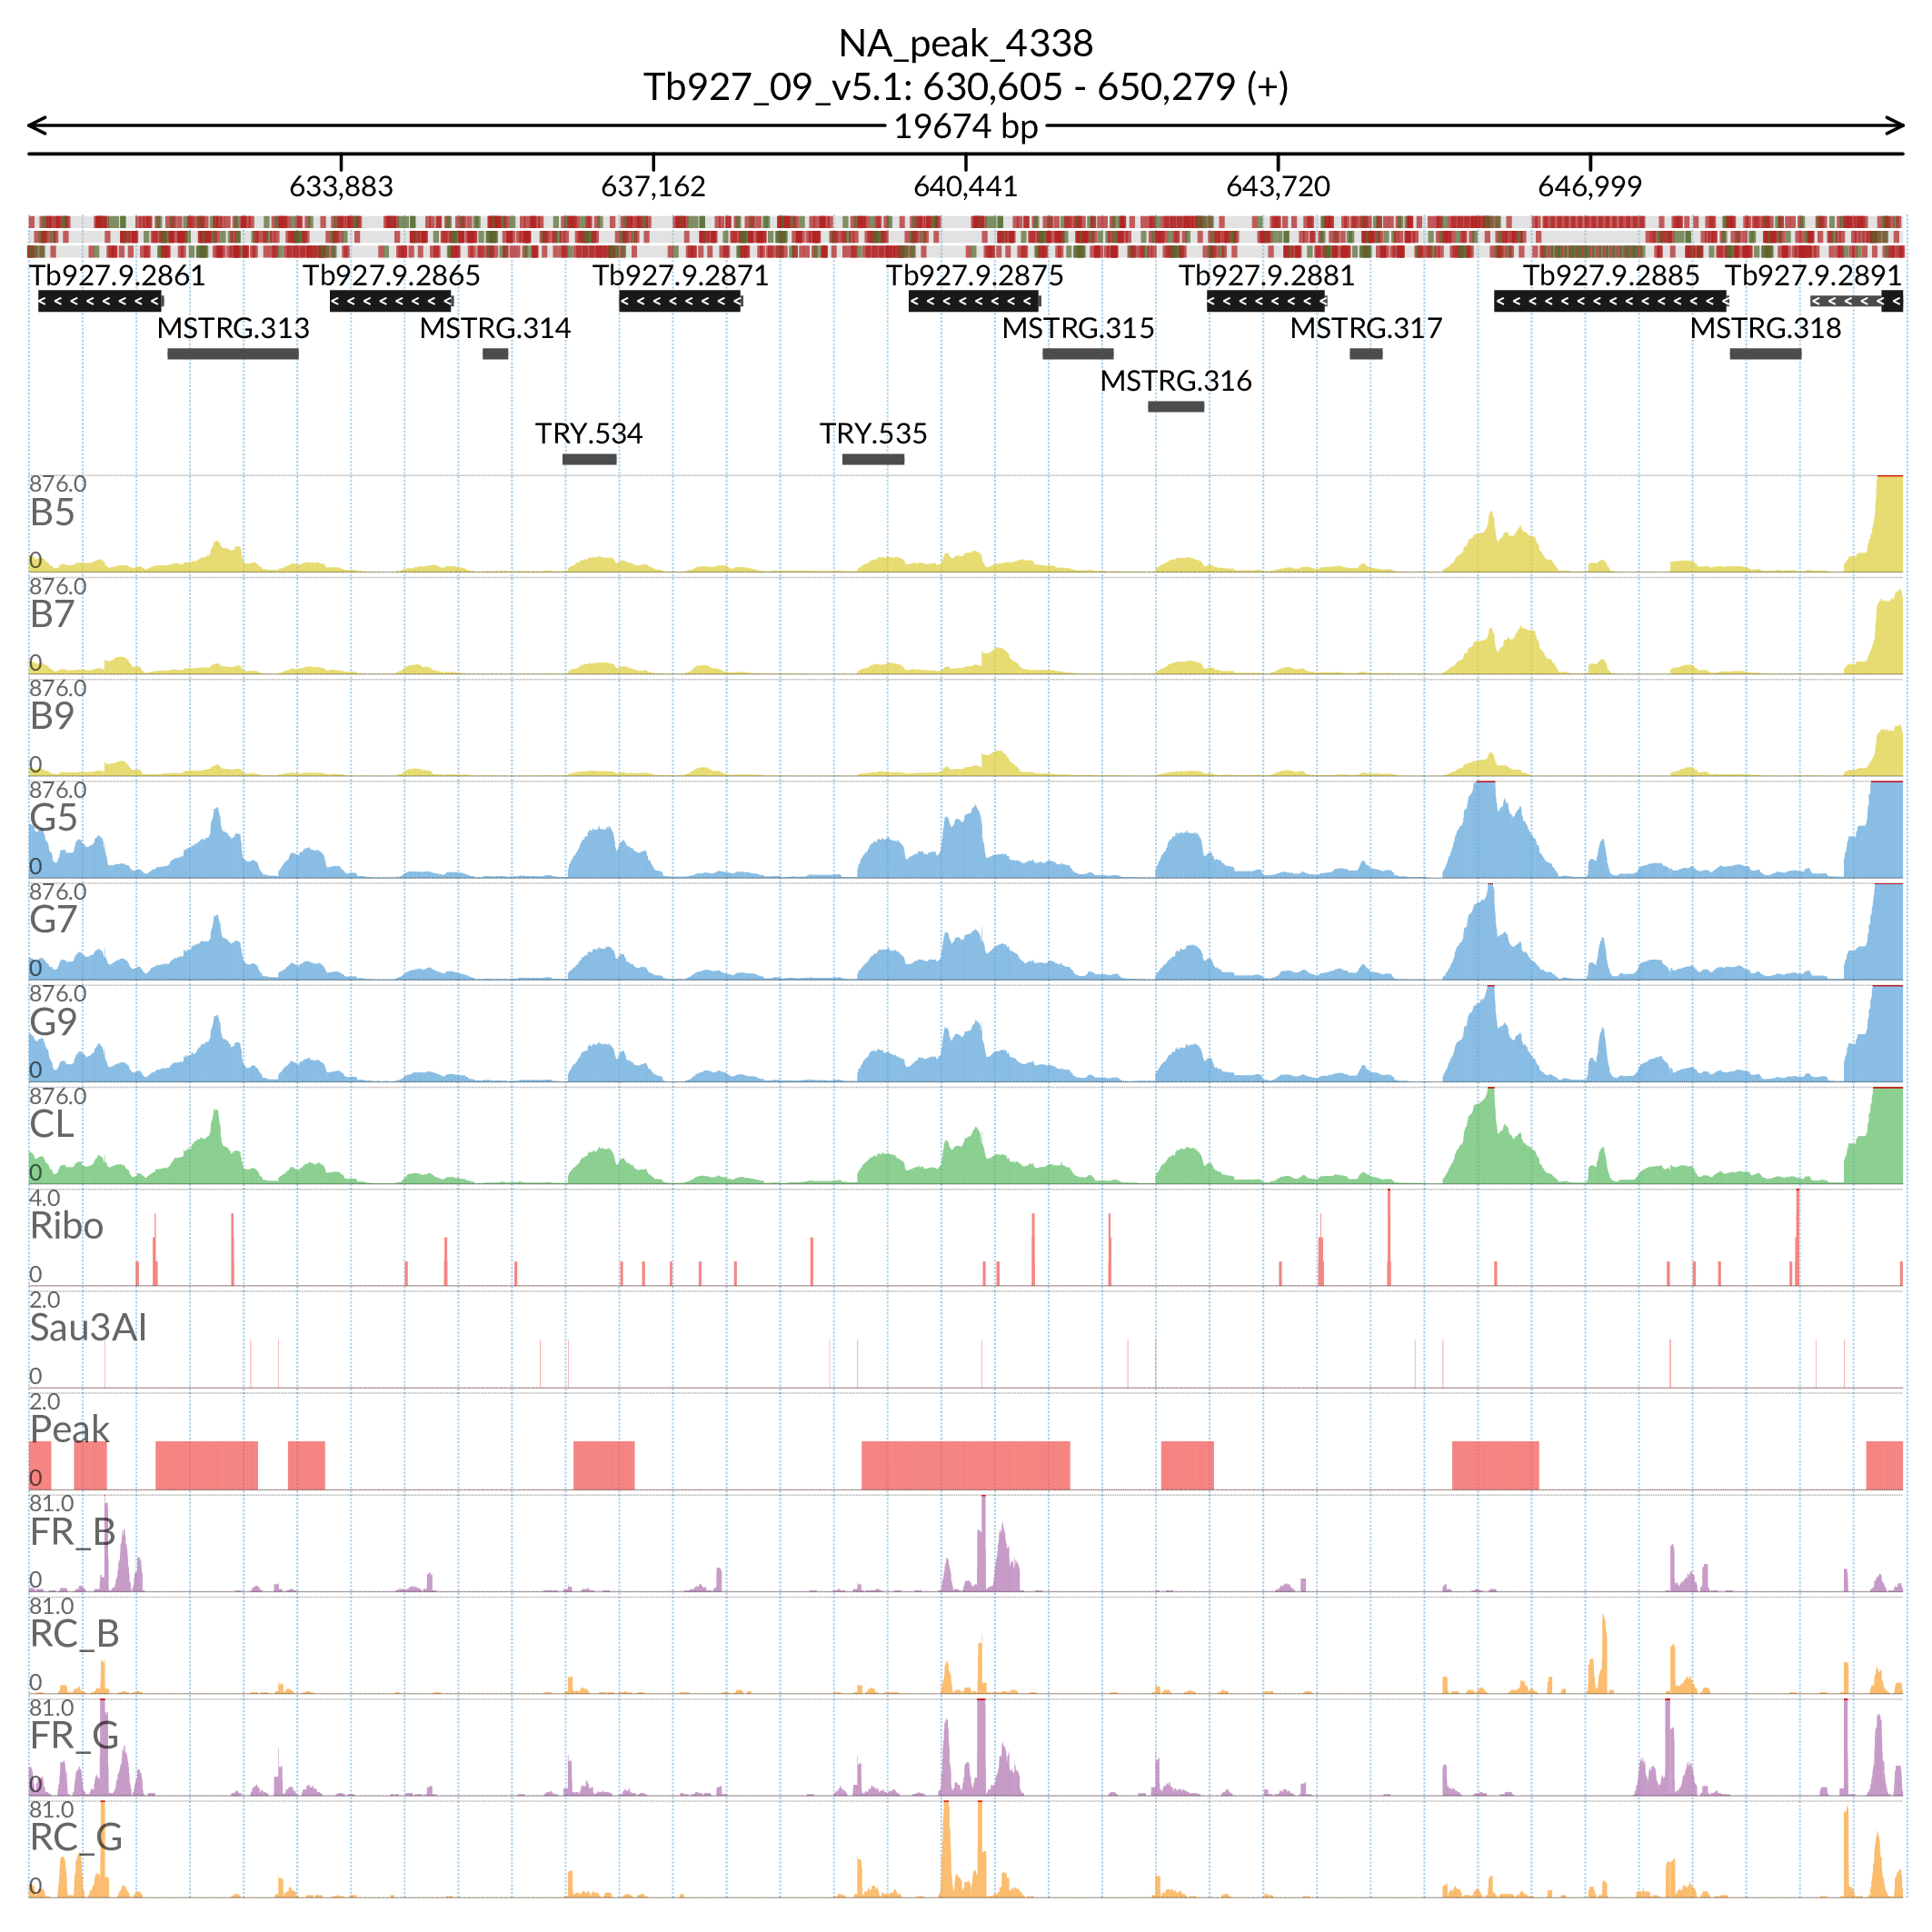 NA_peak_4338
Tb927_09_v5.1: 630,605 - 650,279 (+)
19674 bp
633,883 637,162 640,441 643,720 646,999
Tb927.9.2861 Tb927.9.2865 Tb927.9.2871 Tb927.9.2875 Tb927.9.2881 Tb927.9.2885 Tb927.9.2891
MSTRG.313 MSTRG.314 MSTRG.315 MSTRG.317 MSTRG.318
MSTRG.316
TRY.534 TRY.535
876.0
B5
0
876.0
B7
0
876.0
B9
0
876.0
G5
0
876.0
G7
0
876.0
G9
0
876.0
CL
0
4.0
Ribo
0
2.0
Sau3AI
0
2.0
Peak
0
81.0
FR_B
0
81.0
RC_B
0
81.0
FR_G
0
81.0
RC_G
0